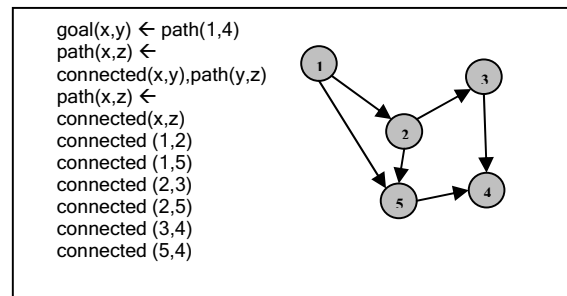 goal(x,y) ← path(1,4)
path(x,z) ←
connected(x,y),path(y,z)
path(x,z) ←
connected(x,z)
connected (1,2)
connected (1,5)
connected (2,3)
connected (2,5)
connected (3,4)
connected (5,4)
1
3
2
5
4